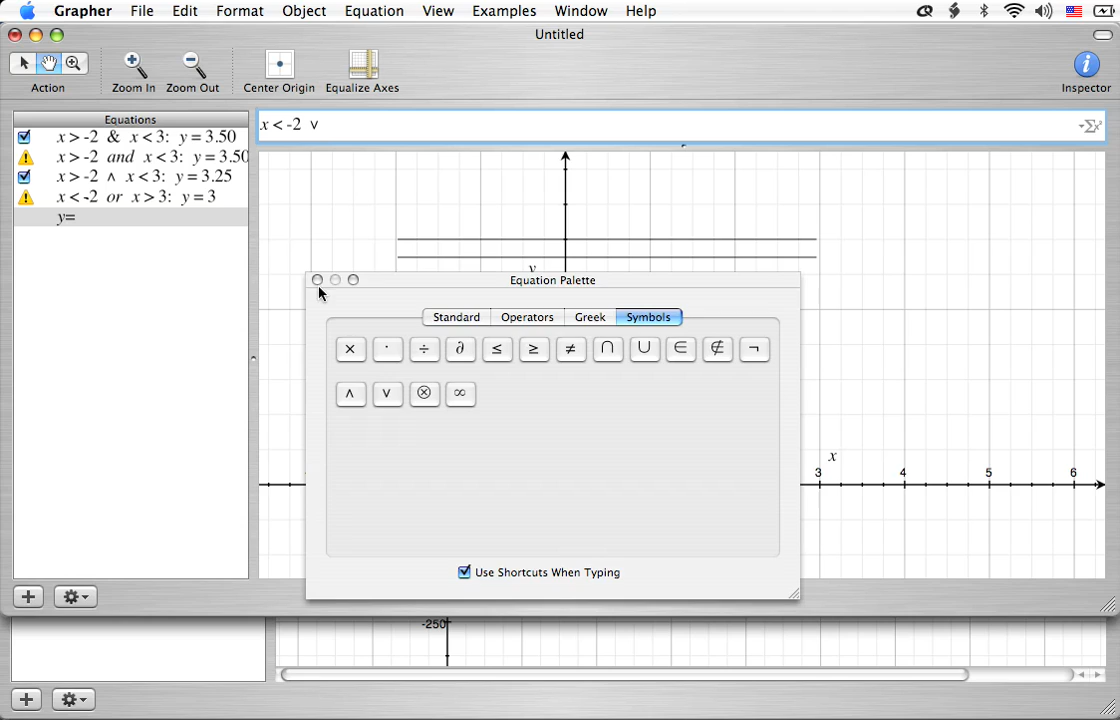 Grapher File Edit Format Object Equation View Examples Window Help
Untitled
Action Zoom In Zoom Out Center Origin Equalize Axes Inspector
Equations
x < -2 ∨
Σx²
x > -2 & x < 3: y = 3.50
x > -2 and x < 3: y = 3.50
x > -2 ∧ x < 3: y = 3.25
x < -2 or x > 3: y = 3
y=
y
Equation Palette
Standard Operators Greek Symbols
× · ÷ ∂ ≤ ≥ ≠ ∩ ∪ ∈ ∉ ¬
∧ ∨ ⊗ ∞
x
3 4 5 6
Use Shortcuts When Typing
-250